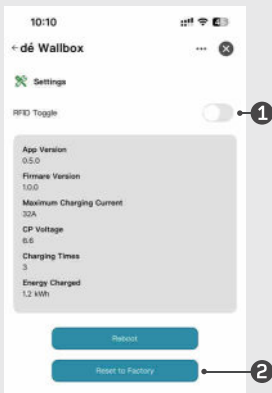 10:10
dé Wallbox
Settings
RFID Toggle
1
App Version
0.5.0
Firmare Version
1.0.0
Maximum Charging Current
32A
CP Voltage
6.6
Charging Times
3
Energy Charged
1.2 kWh
Reboot
Reset to Factory
2